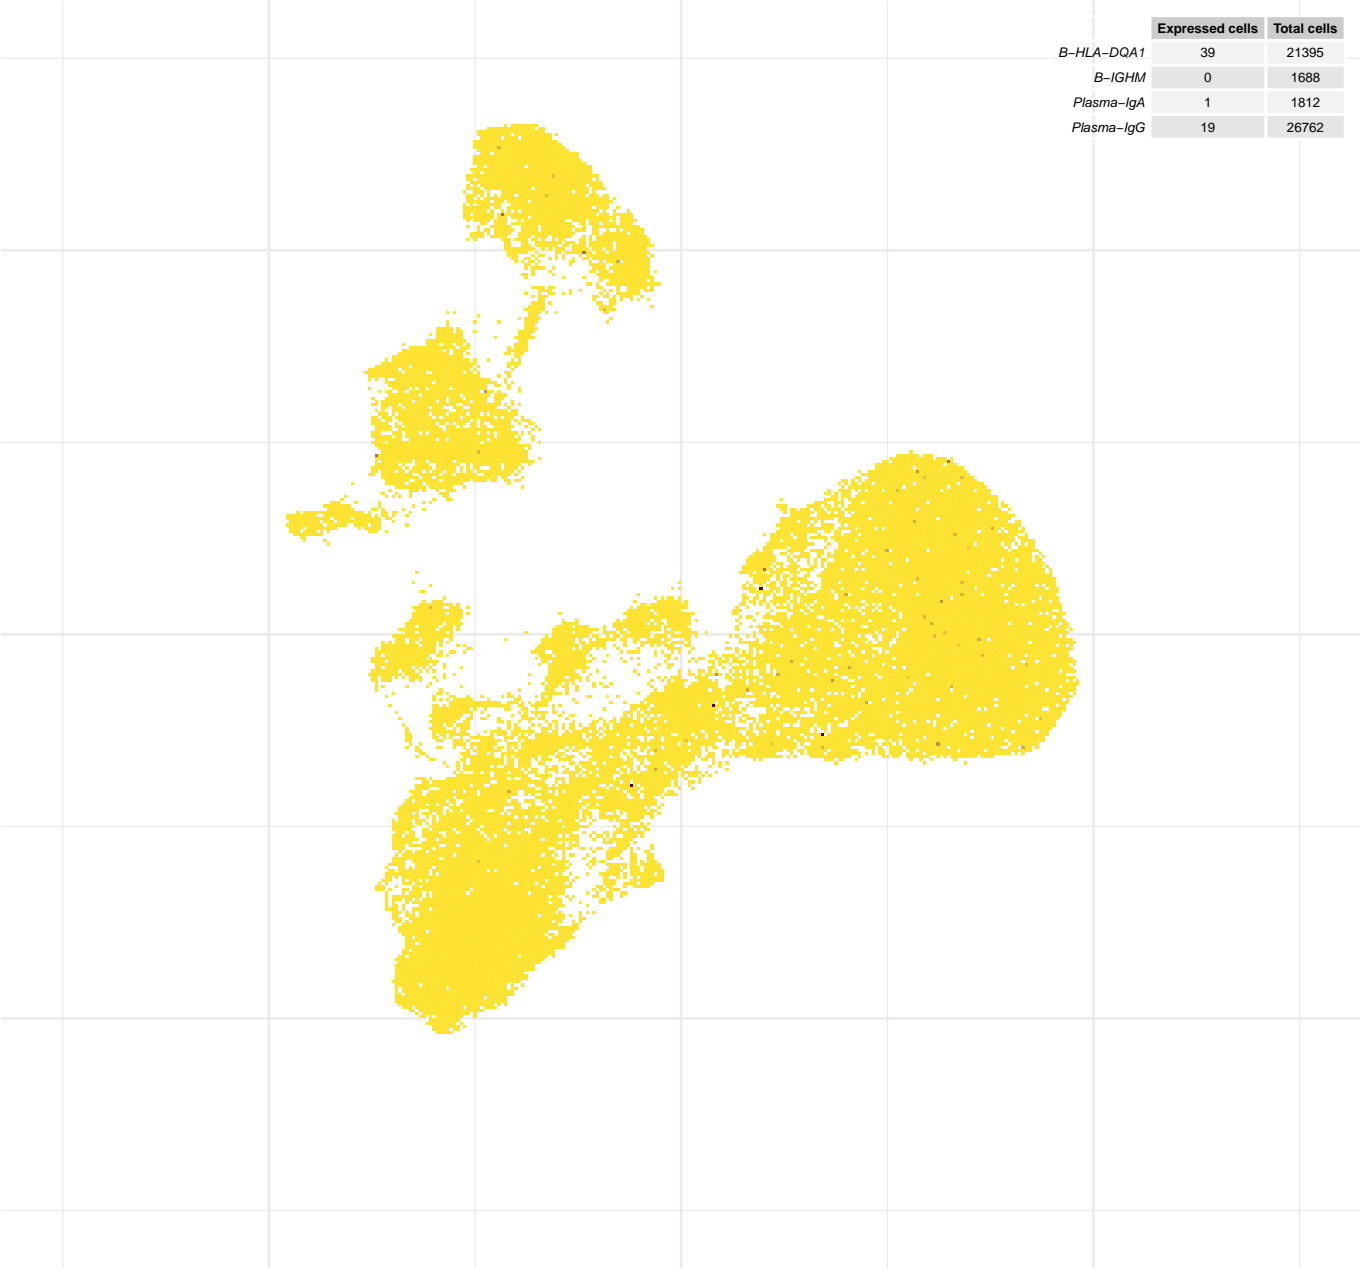 Expressed cells Total cells
B−HLA−DQA1 39 21395
B−IGHM 0 1688
Plasma−IgA 1 1812
Plasma−IgG 19 26762